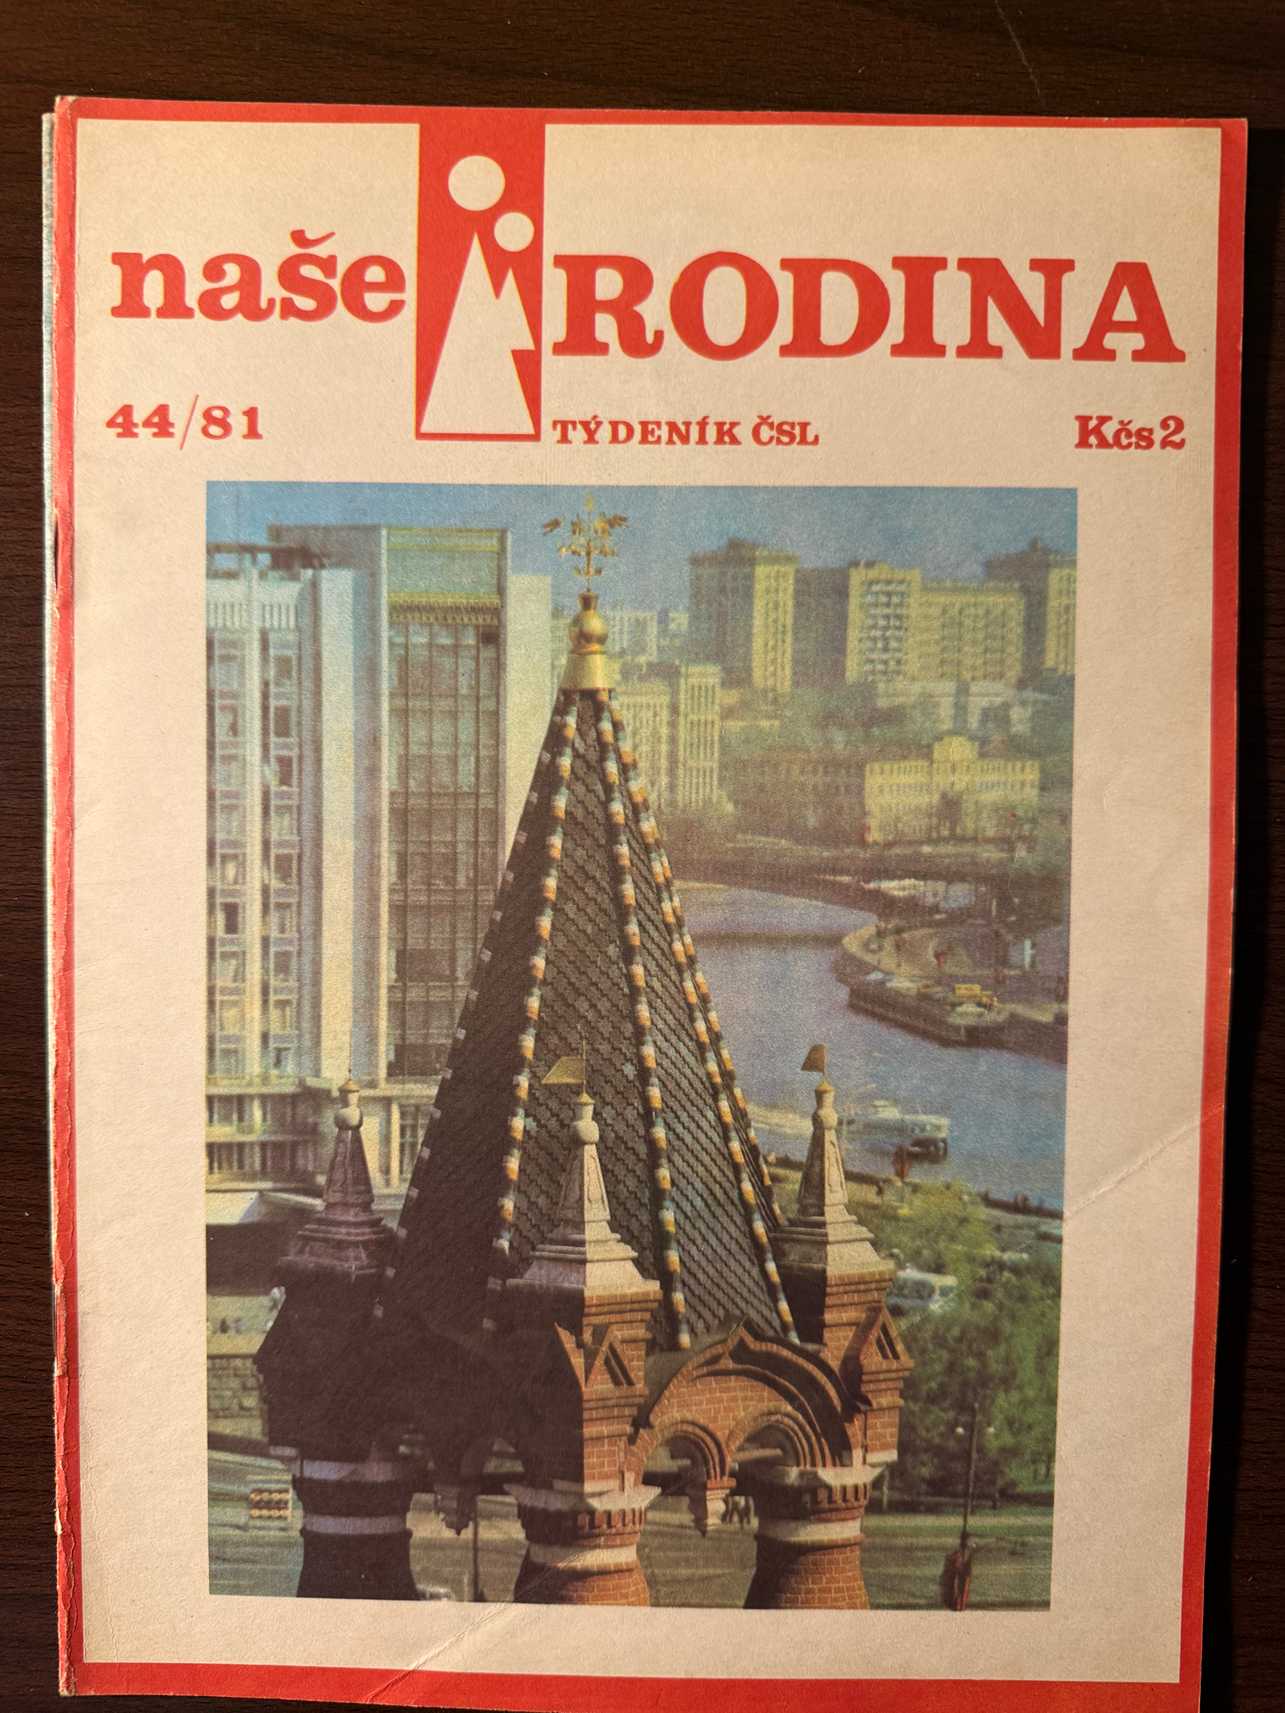 naše RODINA
44/81
TÝDENÍK ČSL
Kčs 2